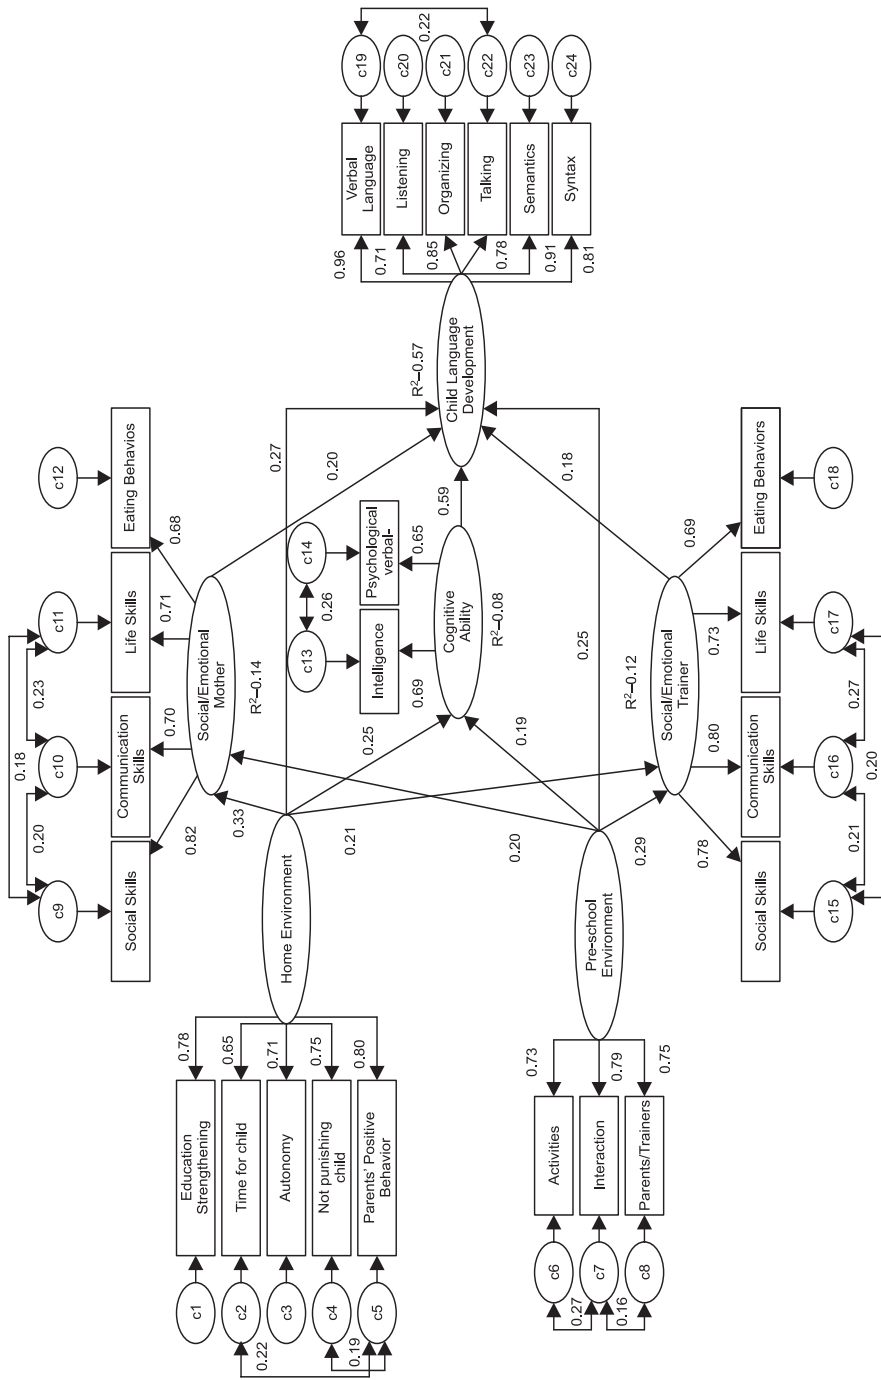 c1
c2
c3
c4
c5
0.22
0.19
Education
Strengthening
Time for child
Autonomy
Not punishing
child
Parents' Positive
Behavior
0.78
0.65
0.71
0.75
0.80
Home Environment
c6
c7
c8
0.27
0.16
Activities
Interaction
Parents/Trainers
0.73
0.79
0.75
Pre-school
Environment
0.18
0.20
0.23
c9
c10
c11
c12
Social Skills
Communication
Skills
Life Skills
Eating Behavios
0.82
0.70
0.71
0.68
Social/Emotional
Mother
R²–0.14
0.33
0.25
0.21
0.20
0.19
0.29
0.27
0.20
c13
c14
0.26
Intelligence
Psychological
verbal-
0.69
0.65
Cognitive
Ability
R²–0.08
0.59
0.25
0.18
R²–0.12
Social/Emotional
Trainer
0.78
0.80
0.73
0.69
Social Skills
Communication
Skills
Life Skills
Eating Behaviors
c15
c16
c17
c18
0.21
0.27
0.20
R²–0.57
Child Language
Development
0.96
0.71
0.85
0.78
0.91
0.81
Verbal
Language
Listening
Organizing
Talking
Semantics
Syntax
c19
c20
c21
c22
c23
c24
0.22